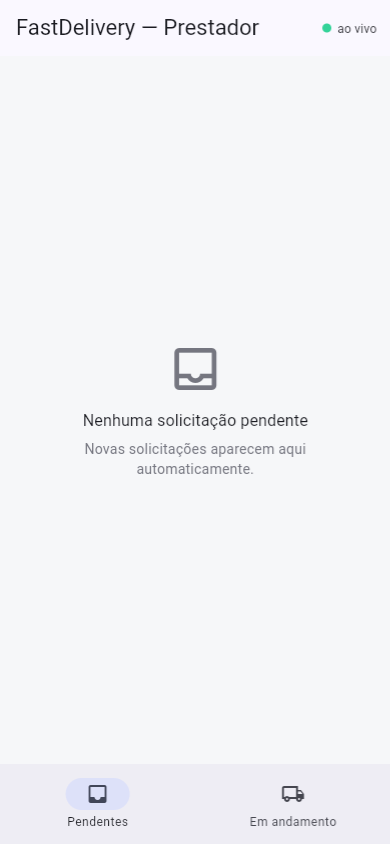 FastDelivery — Prestador
ao vivo
Nenhuma solicitação pendente
Novas solicitações aparecem aqui
automaticamente.
Pendentes
Em andamento